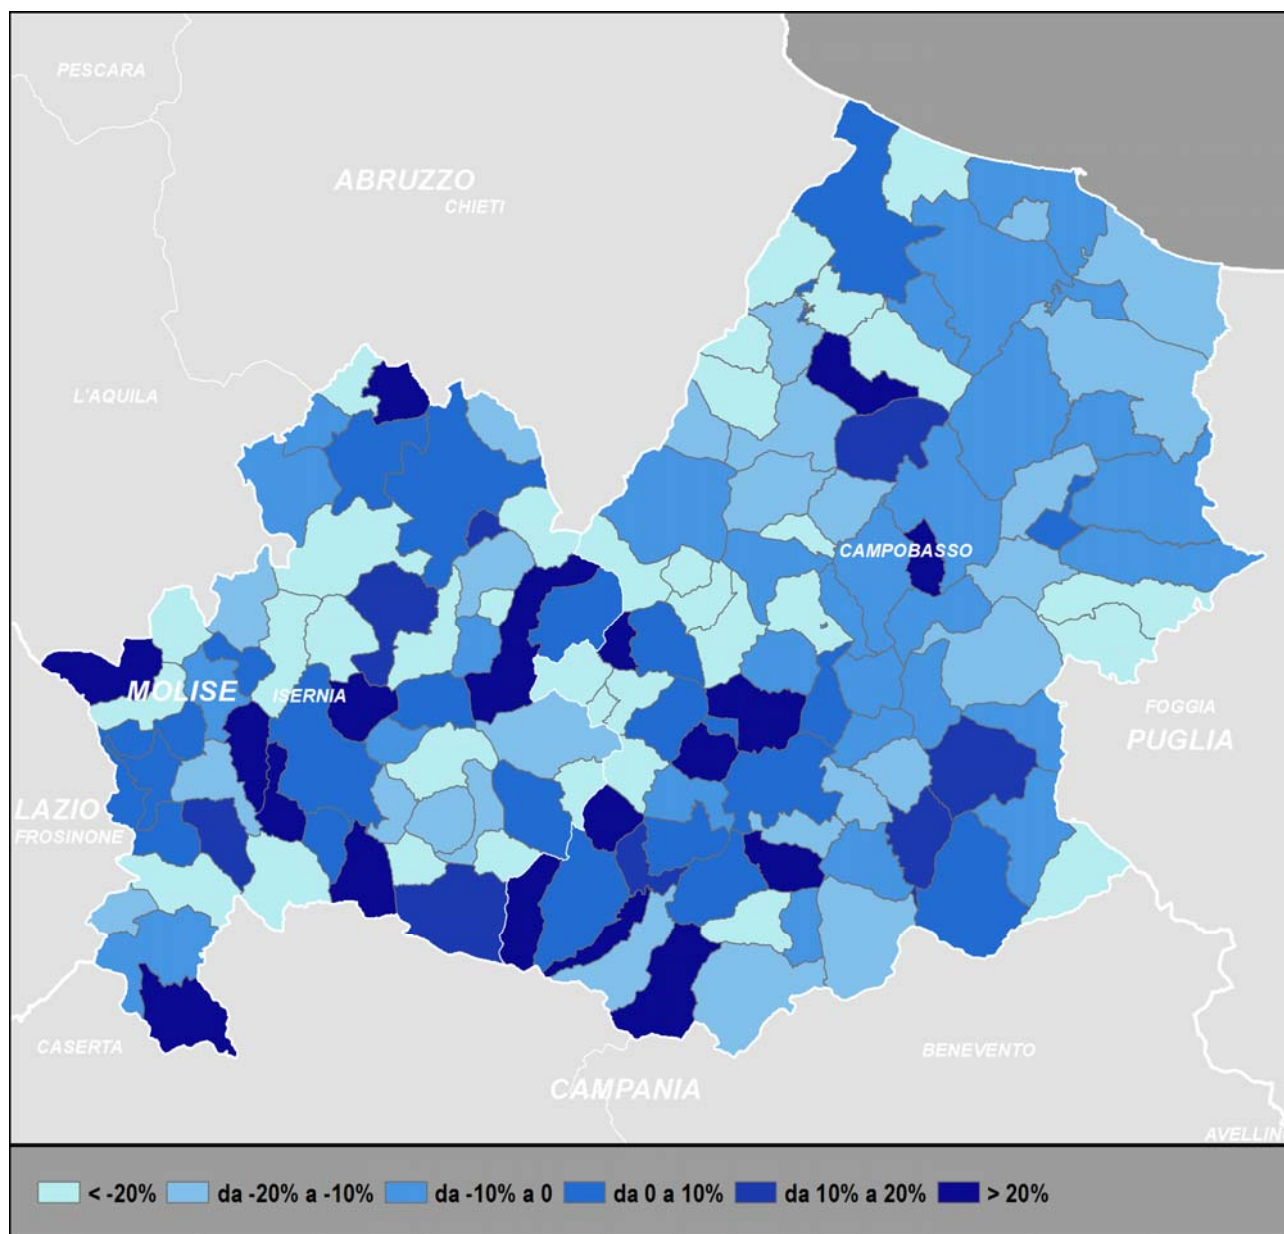 PESCARA
ABRUZZO
CHIETI
L'AQUILA
CAMPOBASSO
MOLISE
ISERNIA
FOGGIA
PUGLIA
LAZIO
FROSINONE
CASERTA
BENEVENTO
CAMPANIA
AVELLINO
< -20% da -20% a -10% da -10% a 0 da 0 a 10% da 10% a 20% > 20%